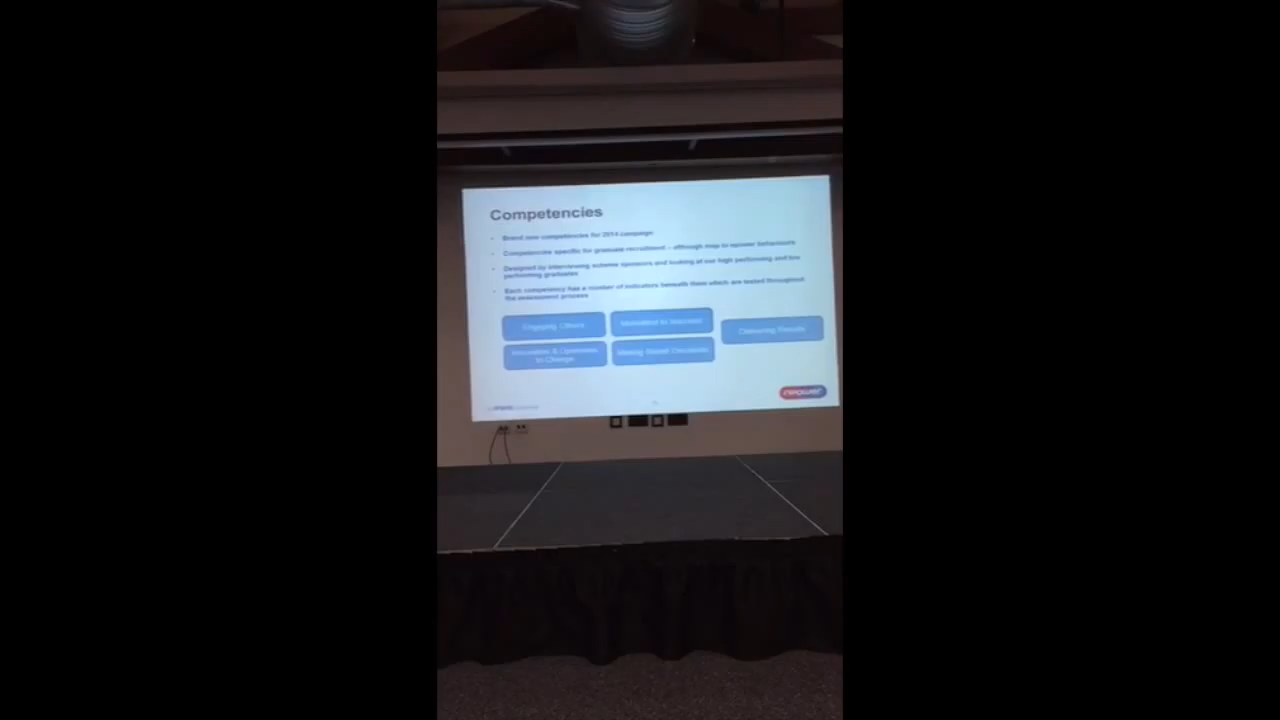 Competencies
Brand new competencies for 2014 campaign
Competencies specific for graduate recruitment – although map to npower behaviours
Designed by interviewing scheme sponsors and looking at our high performing and low
performing graduates
Each competency has a number of indicators beneath them which are tested throughout
the assessment process
Engaging Others
Motivated to Succeed
Delivering Results
Innovative & Openness
to Change
Making Sound Decisions
npower